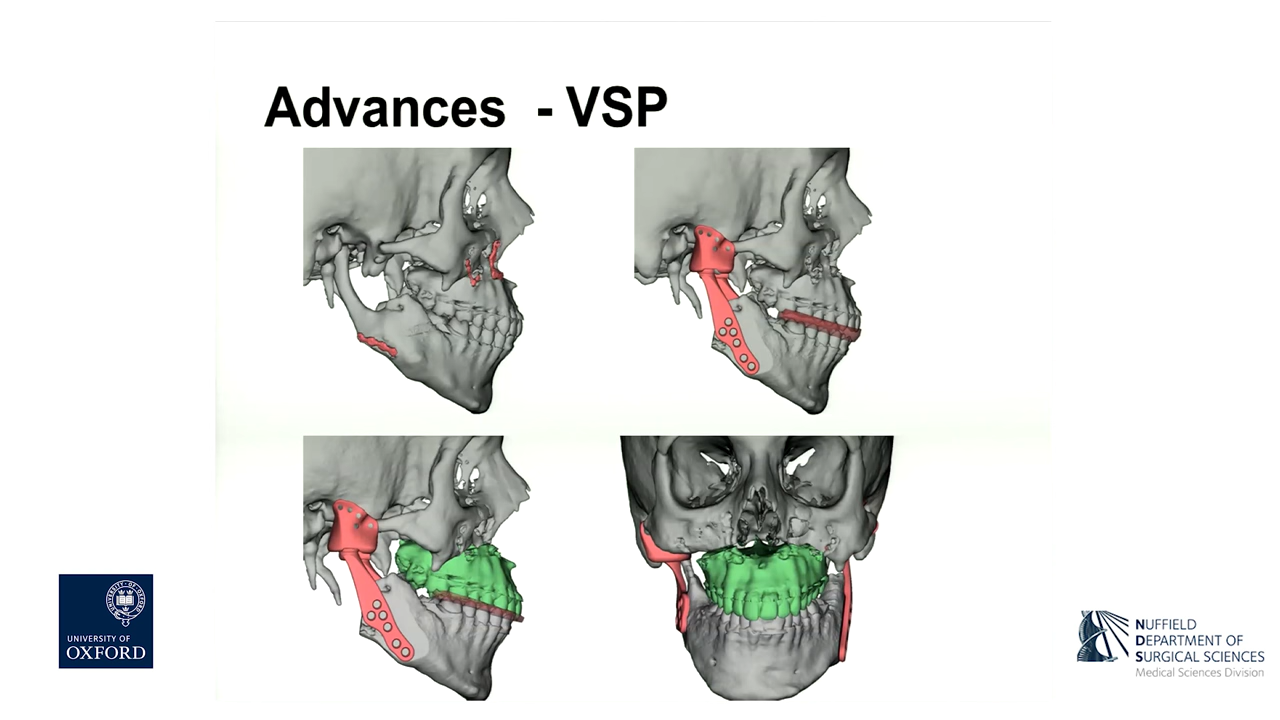 Advances - VSP
UNIVERSITY OF
OXFORD
NUFFIELD
DEPARTMENT OF
SURGICAL SCIENCES
Medical Sciences Division